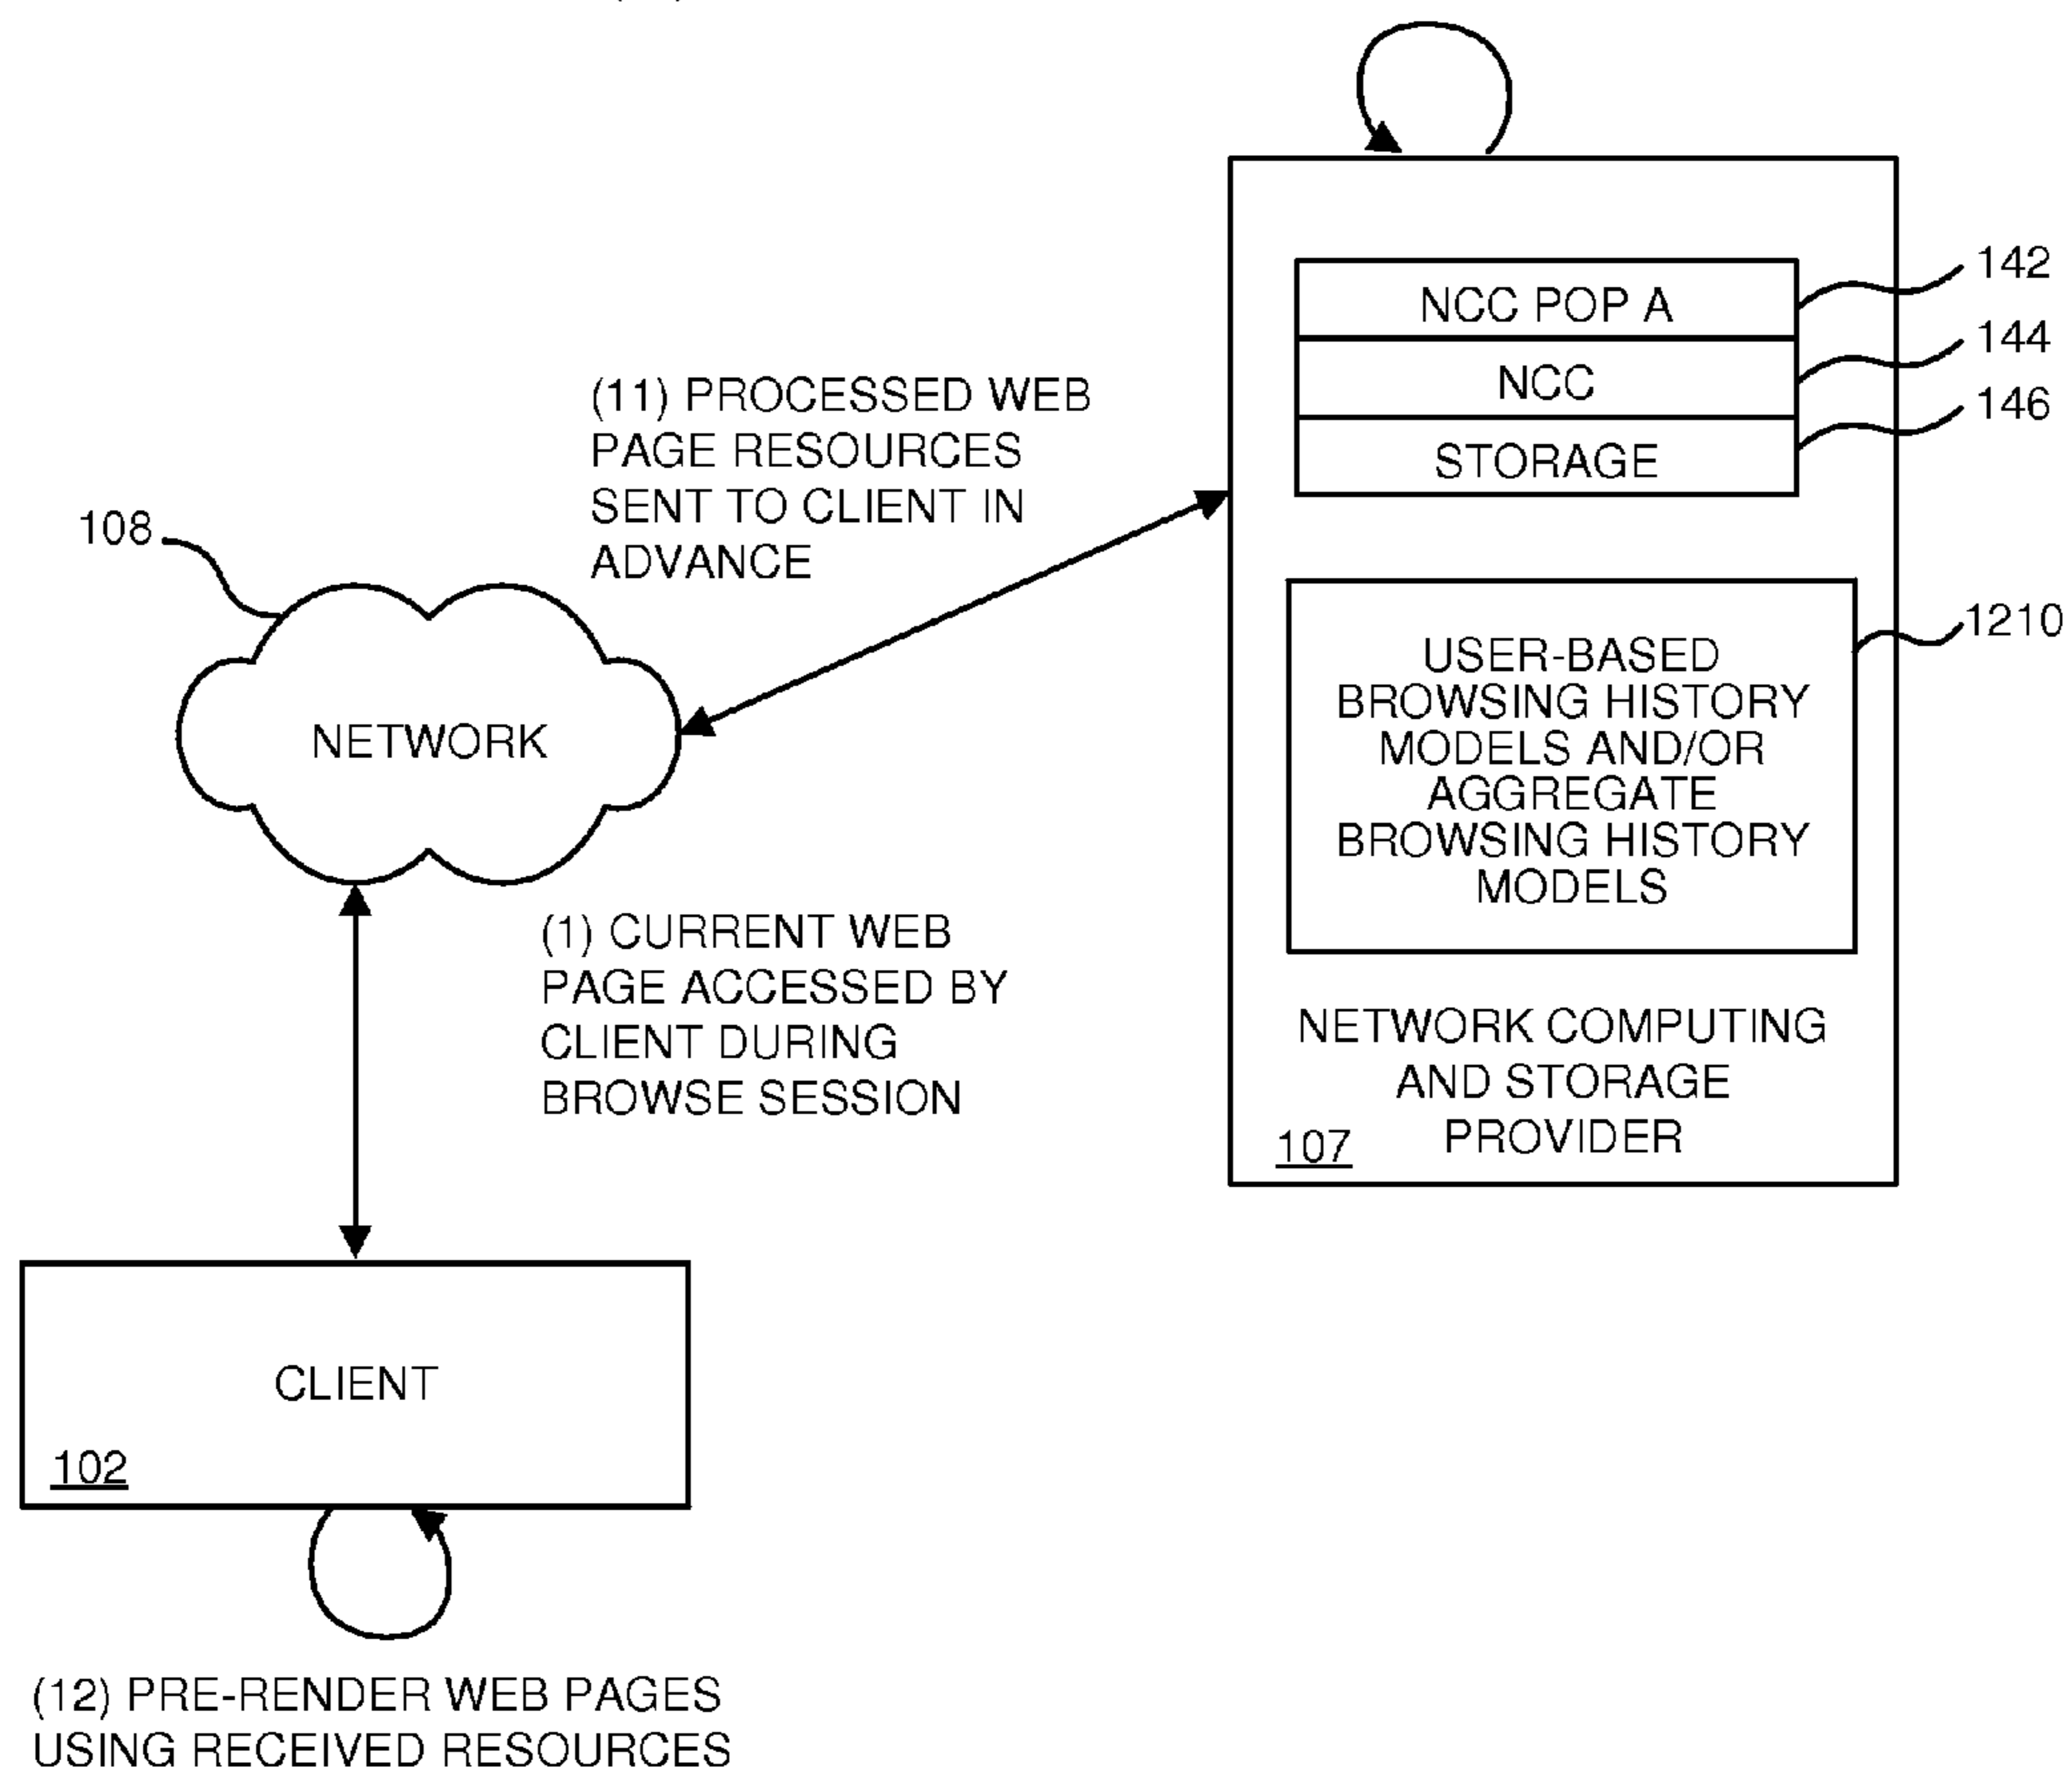 142
NCC POP A
144
NCC
146
STORAGE
(11) PROCESSED WEB
PAGE RESOURCES
SENT TO CLIENT IN
ADVANCE
108
NETWORK
1210
USER-BASED
BROWSING HISTORY
MODELS AND/OR
AGGREGATE
BROWSING HISTORY
MODELS
(1) CURRENT WEB
PAGE ACCESSED BY
CLIENT DURING
BROWSE SESSION
NETWORK COMPUTING
AND STORAGE
PROVIDER
107
CLIENT
102
(12) PRE-RENDER WEB PAGES
USING RECEIVED RESOURCES